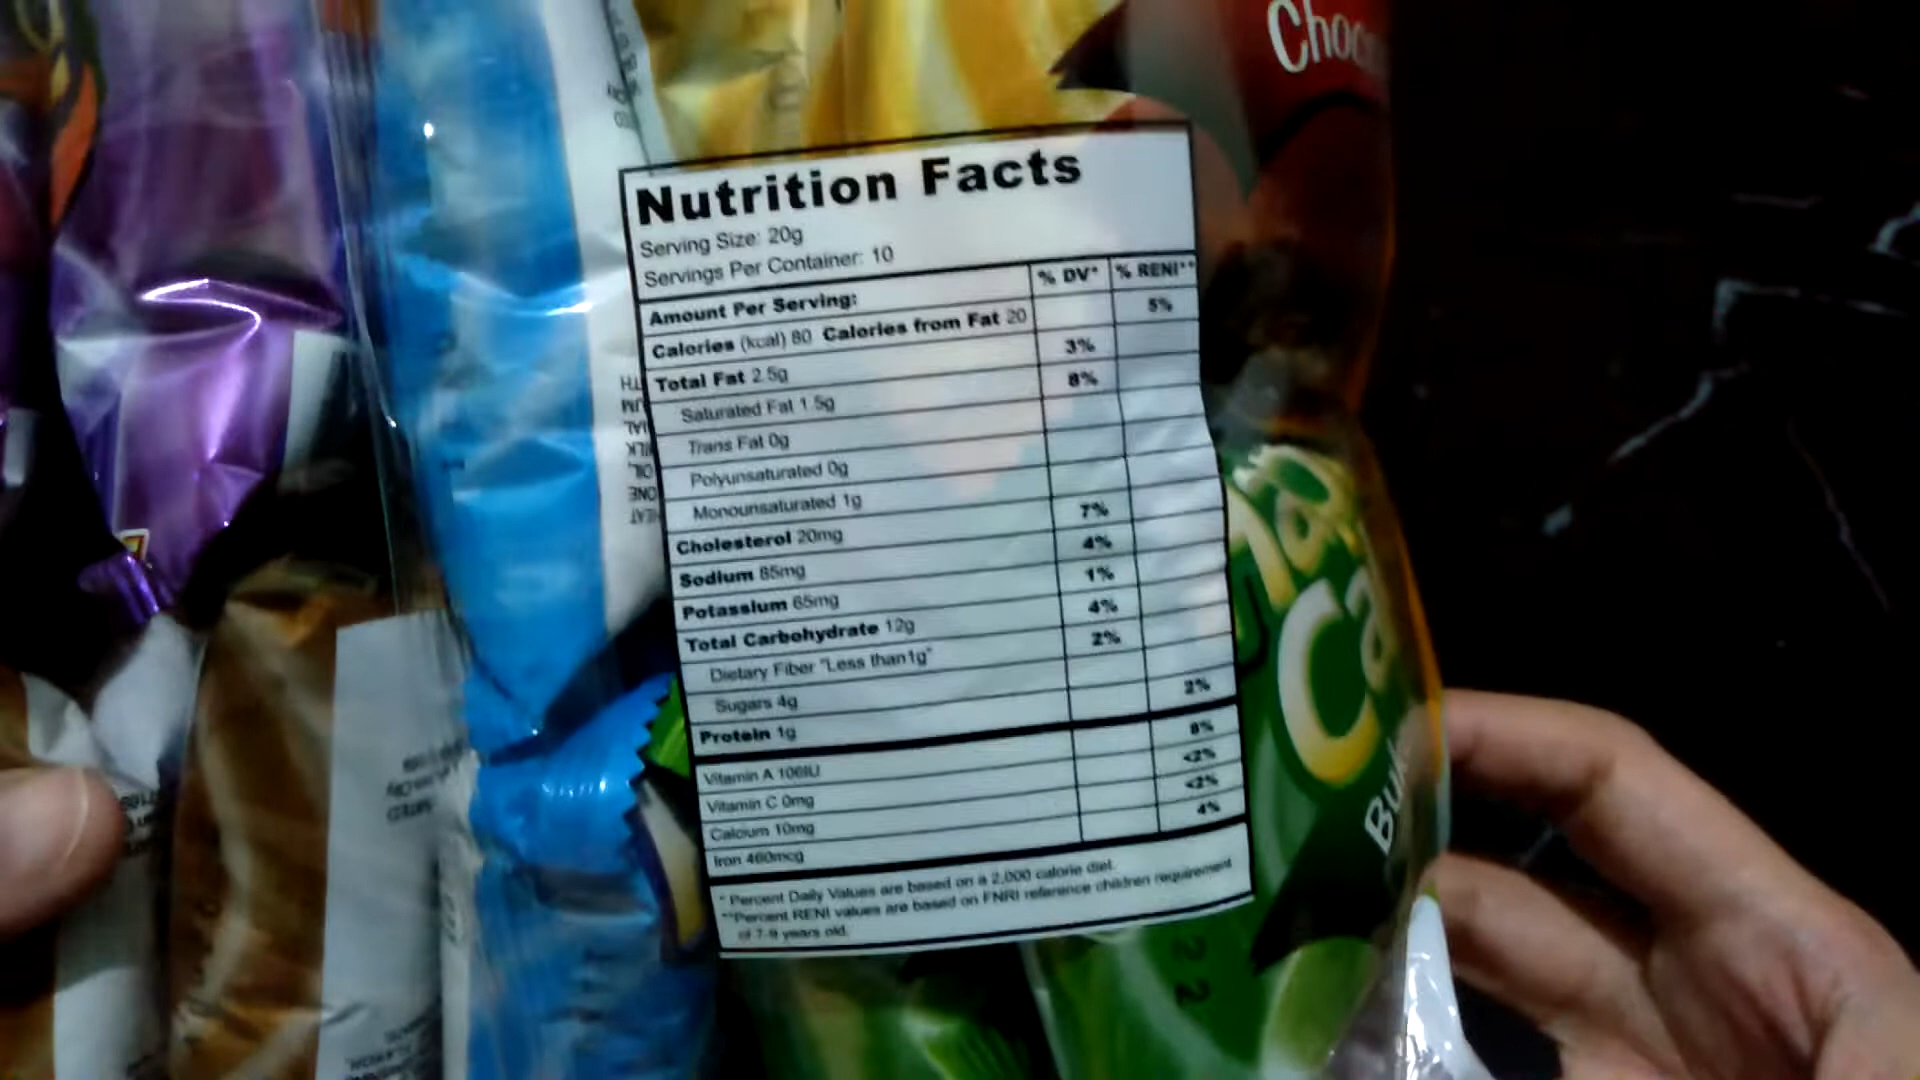 Choc
Nutrition Facts
Serving Size: 20g
Servings Per Container: 10
% DV* % RENI**
Amount Per Serving:
Calories (kcal) 80 Calories from Fat 20 5%
Total Fat 2.5g 3%
Saturated Fat 1.5g 8%
Trans Fat 0g
Polyunsaturated 0g
Monounsaturated 1g
Cholesterol 20mg 7%
Sodium 85mg 4%
Potassium 65mg 1%
Total Carbohydrate 12g 4%
Dietary Fiber "Less than1g" 2%
Sugars 4g
Protein 1g 2%
Vitamin A 106IU 8%
Vitamin C 0mg <2%
Calcium 10mg <2%
Iron 460mcg 4%
* Percent Daily Values are based on a 2,000 calorie diet.
**Percent RENI values are based on FNRI reference children requirement
of 7-9 years old.
Ca